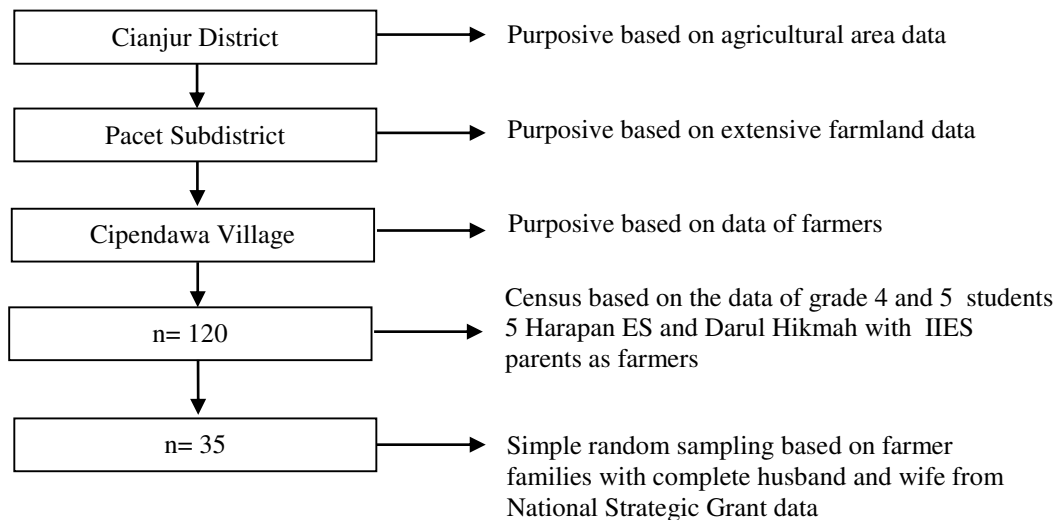 Cianjur District
Purposive based on agricultural area data
Pacet Subdistrict
Purposive based on extensive farmland data
Cipendawa Village
Purposive based on data of farmers
n= 120
Census based on the data of grade 4 and 5 students
5 Harapan ES and Darul Hikmah with IIES
parents as farmers
n= 35
Simple random sampling based on farmer
families with complete husband and wife from
National Strategic Grant data